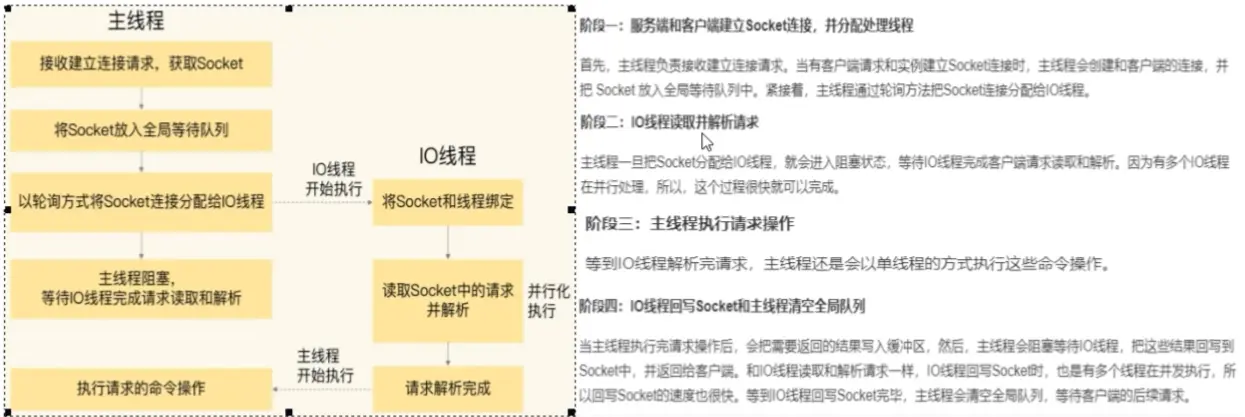 主线程
接收建立连接请求，获取Socket
将Socket放入全局等待队列
以轮询方式将Socket连接分配给IO线程
主线程阻塞，
等待IO线程完成请求读取和解析
执行请求的命令操作
IO线程
开始执行
主线程
开始执行
IO线程
将Socket和线程绑定
读取Socket中的请求
并解析
请求解析完成
并行化
执行
阶段一：服务端和客户端建立Socket连接，并分配处理线程
首先，主线程负责接收建立连接请求。当有客户端请求和实例建立Socket连接时，主线程会创建和客户端的连接，并
把 Socket 放入全局等待队列中。紧接着，主线程通过轮询方法把Socket连接分配给IO线程。
阶段二：IO线程读取并解析请求
主线程一旦把Socket分配给IO线程，就会进入阻塞状态，等待IO线程完成客户端请求读取和解析。因为有多个IO线程
在并行处理，所以，这个过程很快就可以完成。
阶段三：主线程执行请求操作
等到IO线程解析完请求，主线程还是会以单线程的方式执行这些命令操作。
阶段四：IO线程回写Socket和主线程清空全局队列
当主线程执行完请求操作后，会把需要返回的结果写入缓冲区，然后，主线程会阻塞等待IO线程，把这些结果回写到
Socket中，并返回给客户端。和IO线程读取和解析请求一样，IO线程回写Socket时，也是有多个线程在并发执行，所
以回写Socket的速度也很快。等到IO线程回写Socket完毕，主线程会清空全局队列，等待客户端的后续请求。